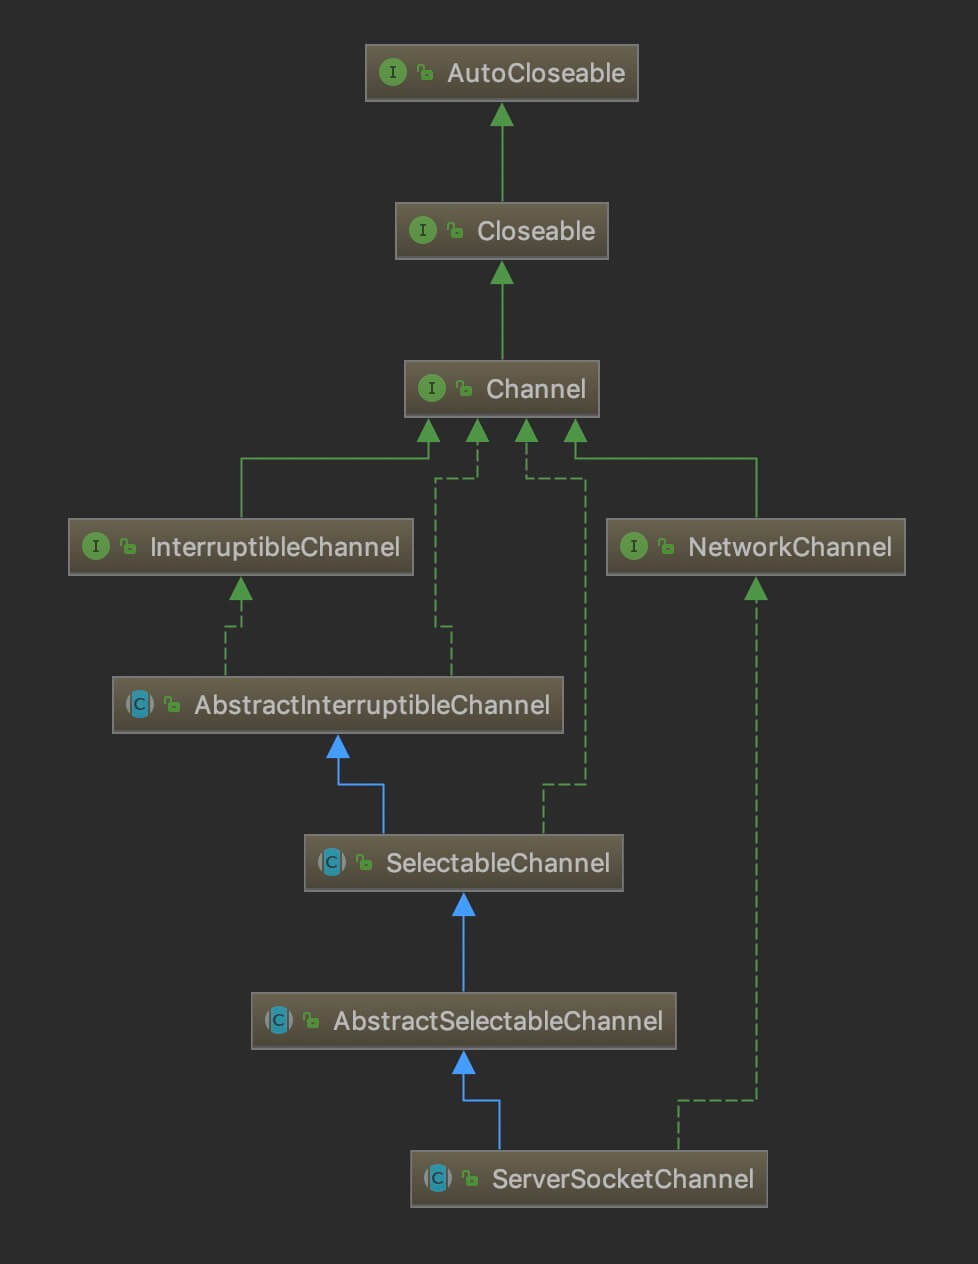 I AutoCloseable
I Closeable
I Channel
I InterruptibleChannel
I NetworkChannel
C AbstractInterruptibleChannel
C SelectableChannel
C AbstractSelectableChannel
C ServerSocketChannel